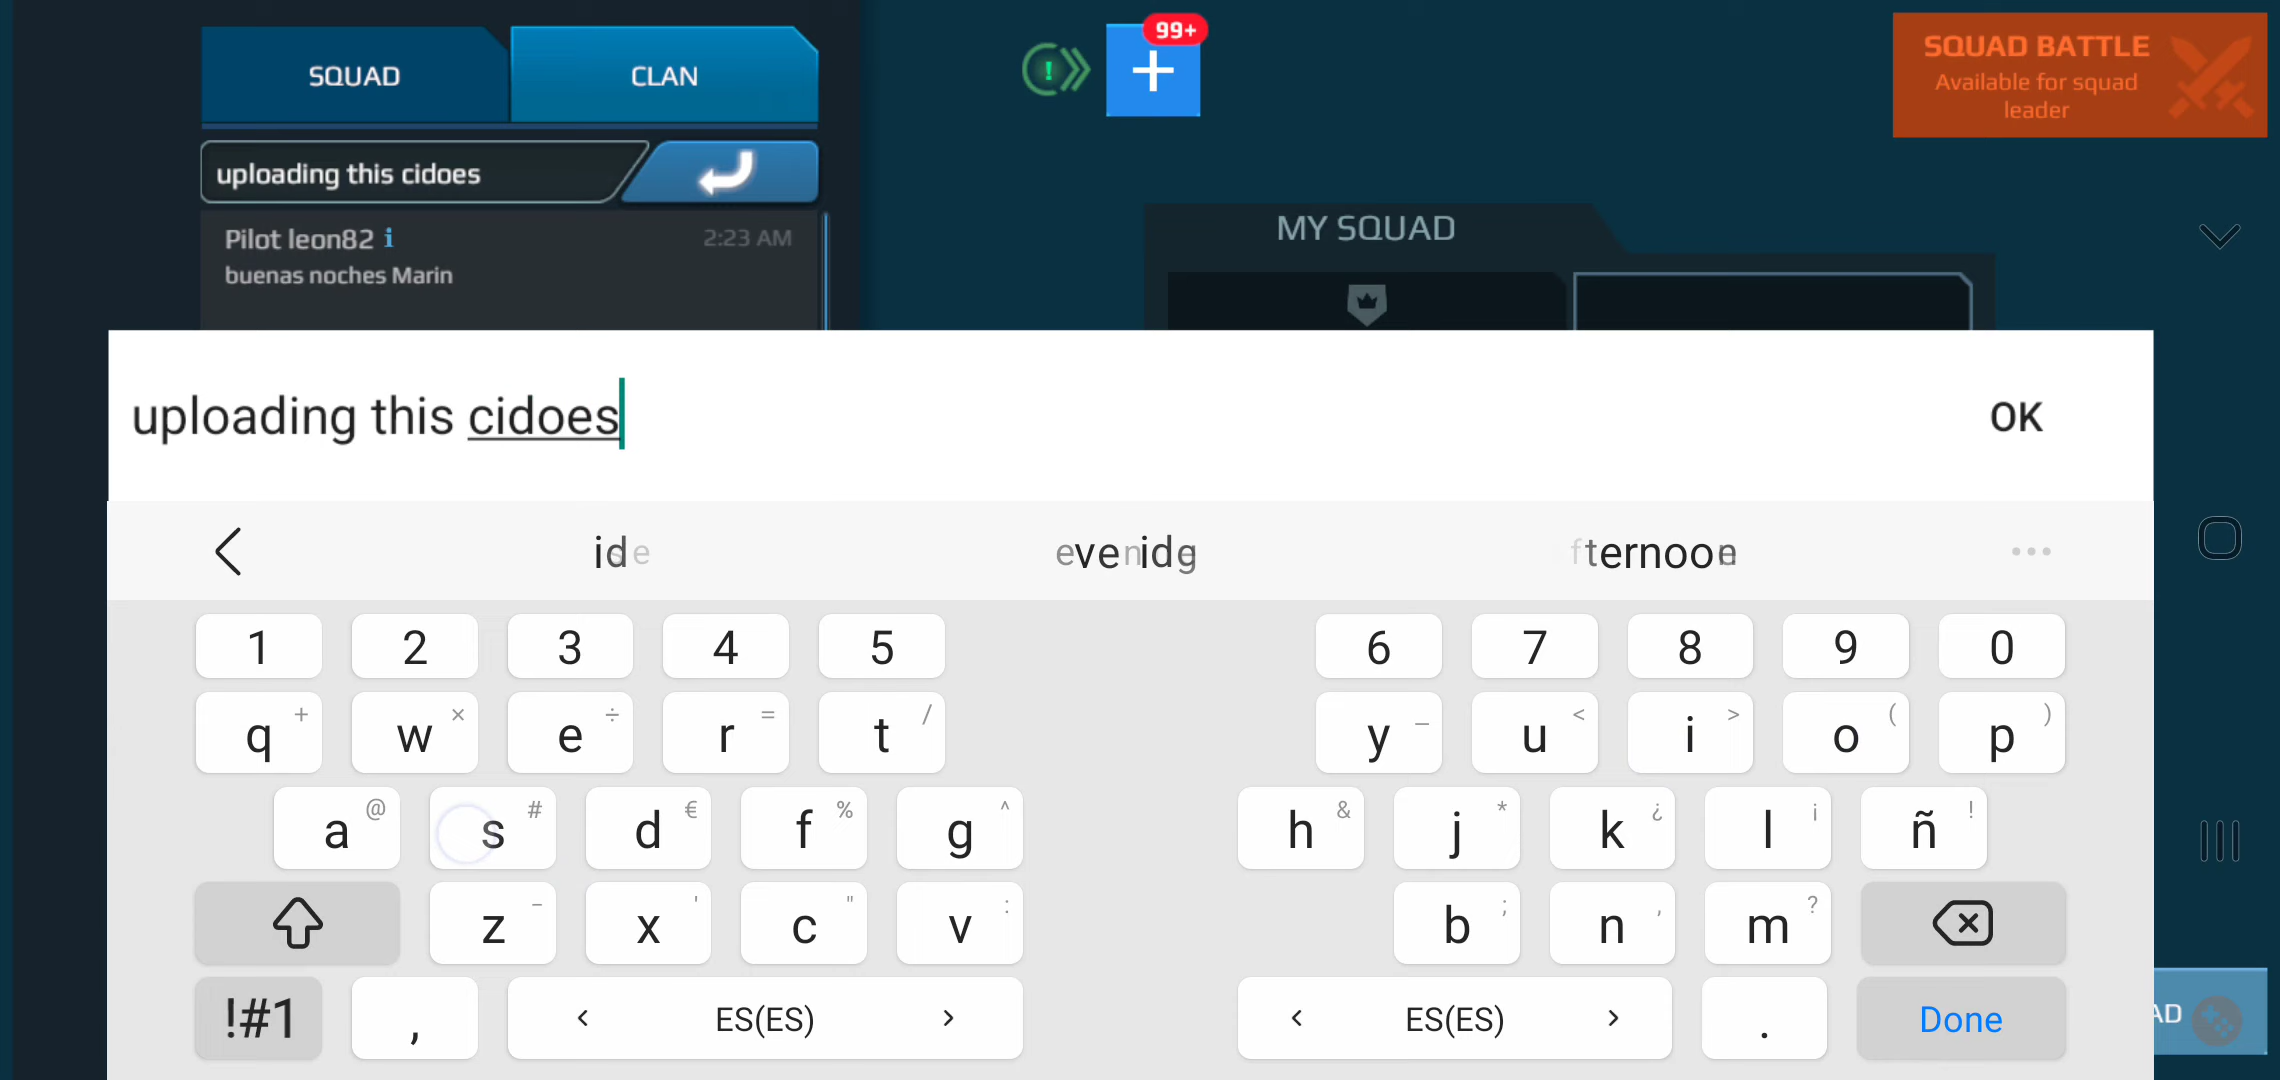 SQUAD
CLAN
99+
SQUAD BATTLE
Available for squad
leader
uploading this cidoes
Pilot leon82
2:23 AM
buenas noches Marin
MY SQUAD
uploading this cidoes
OK
1 2 3 4 5 6 7 8 9 0
q + w × e ÷ r = t / y _ u < i > o ( p )
a @ s # d € f % g ^ h & j * k ¿ l ¡ ñ !
z - x ' c " v : b ; n , m ?
!#1 , < ES(ES) > < ES(ES) > . Done
AD